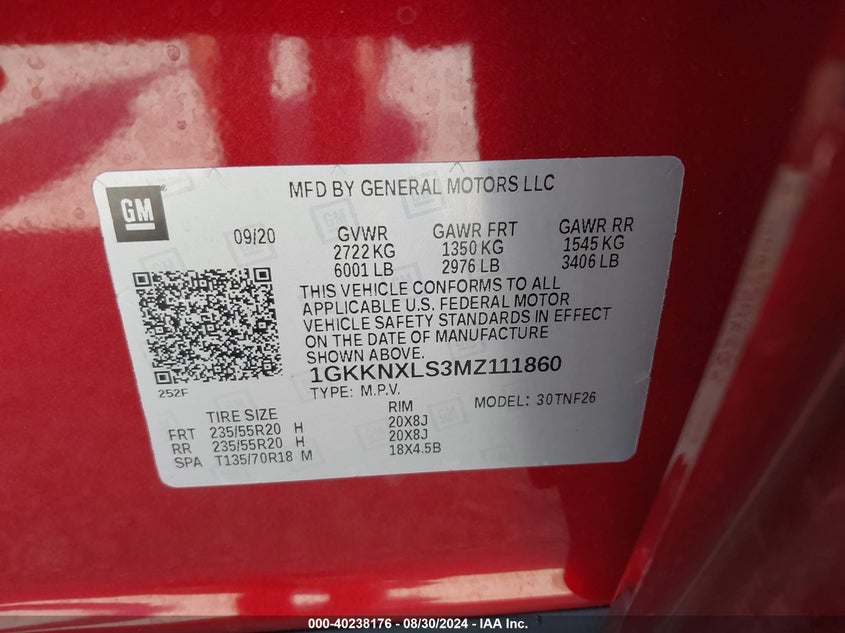 GM
MFD BY GENERAL MOTORS LLC
09/20 GVWR GAWR FRT GAWR RR
2722 KG 1350 KG 1545 KG
6001 LB 2976 LB 3406 LB
THIS VEHICLE CONFORMS TO ALL
APPLICABLE U.S. FEDERAL MOTOR
VEHICLE SAFETY STANDARDS IN EFFECT
ON THE DATE OF MANUFACTURE
SHOWN ABOVE.
1GKKNXLS3MZ111860
252F
TYPE: M.P.V. MODEL: 30TNF26
TIRE SIZE RIM
FRT 235/55R20 H 20X8J
RR 235/55R20 H 20X8J
SPA T135/70R18 M 18X4.5B
000-40238176 - 08/30/2024 - IAA Inc.